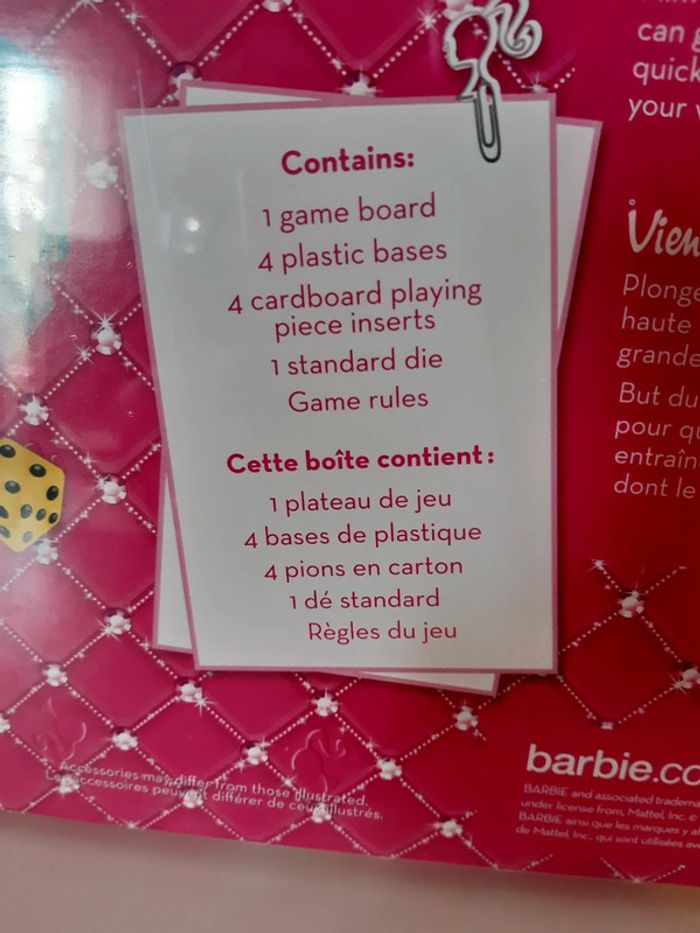 can
quick
your
Contains:
1 game board
4 plastic bases
4 cardboard playing
piece inserts
1 standard die
Game rules
Cette boîte contient :
1 plateau de jeu
4 bases de plastique
4 pions en carton
1 dé standard
Règles du jeu
Vien
Plonge
haute
grande
But du
pour qu
entraîn
dont le
Accessories may differ from those illustrated.
Les accessoires peuvent différer de ceux illustrés.
barbie.co
BARBIE and associated tradem
under license from, Mattel, Inc.
BARBIE ainsi que les marques y a
de Mattel, Inc., qui sont utilisées av